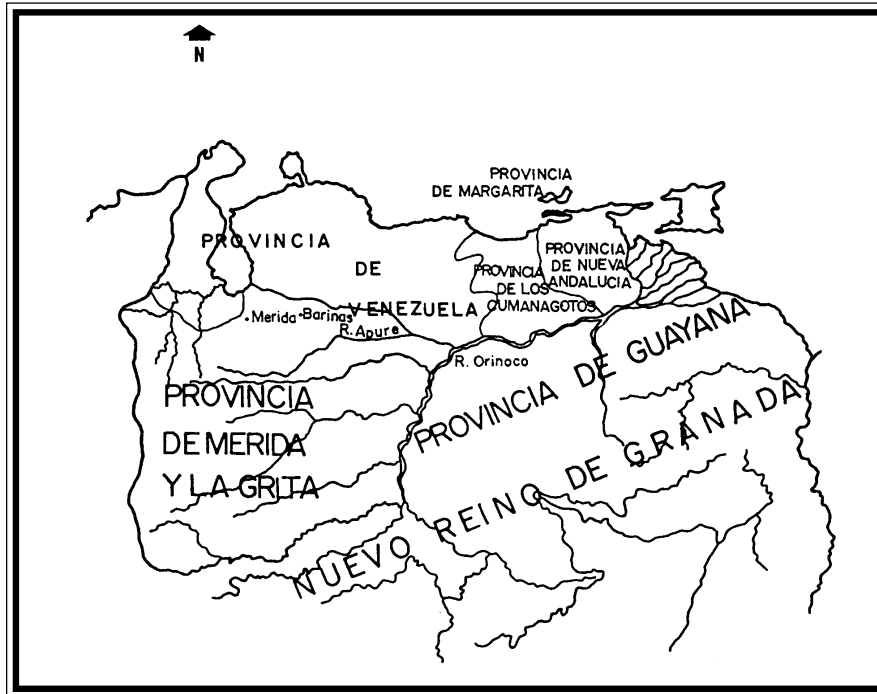 N
PROVINCIA
DE MARGARITA
PROVINCIA
DE
VENEZUELA
PROVINCIA
DE LOS
CUMANAGOTOS
PROVINCIA
DE NUEVA
ANDALUCIA
Merida
Barinas
R. Apure
R. Orinoco
PROVINCIA
DE MERIDA
Y LA GRITA
PROVINCIA DE GUAYANA
NUEVO REINO DE GRANADA